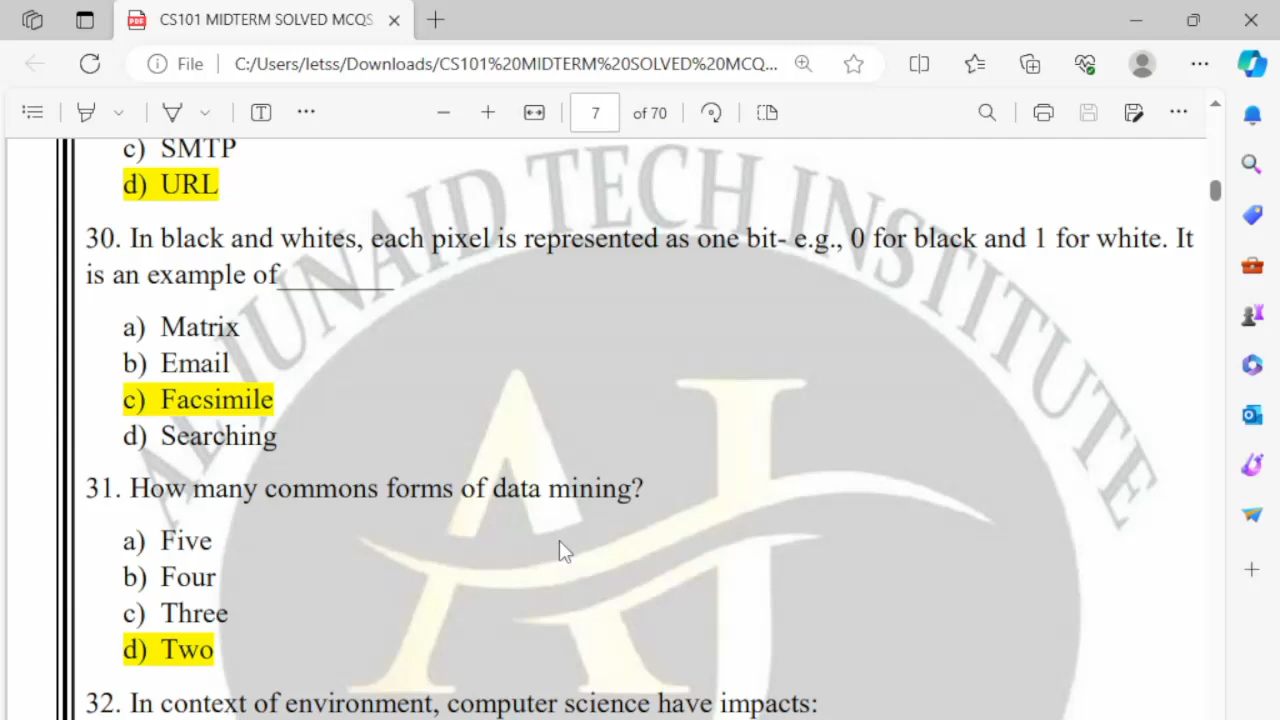 CS101 MIDTERM SOLVED MCQS
File
C:/Users/letss/Downloads/CS101%20MIDTERM%20SOLVED%20MCQ...
7 of 70
c) SMTP
d) URL
30. In black and whites, each pixel is represented as one bit- e.g., 0 for black and 1 for white. It
is an example of_________
a) Matrix
b) Email
c) Facsimile
d) Searching
31. How many commons forms of data mining?
a) Five
b) Four
c) Three
d) Two
32. In context of environment, computer science have impacts:
AL JUNAID TECH INSTITUTE
AJ